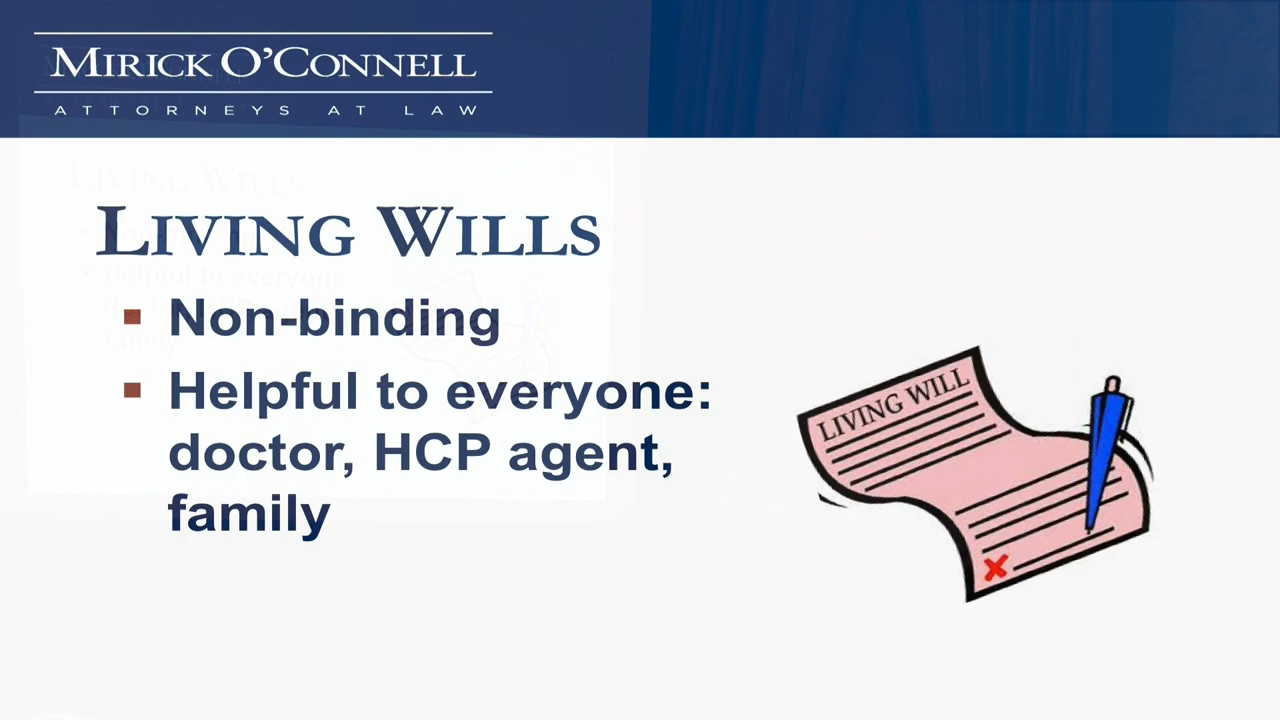 MIRICK O'CONNELL
ATTORNEYS AT LAW
LIVING WILLS
Non-binding
Helpful to everyone:
doctor, HCP agent,
family
LIVING WILL